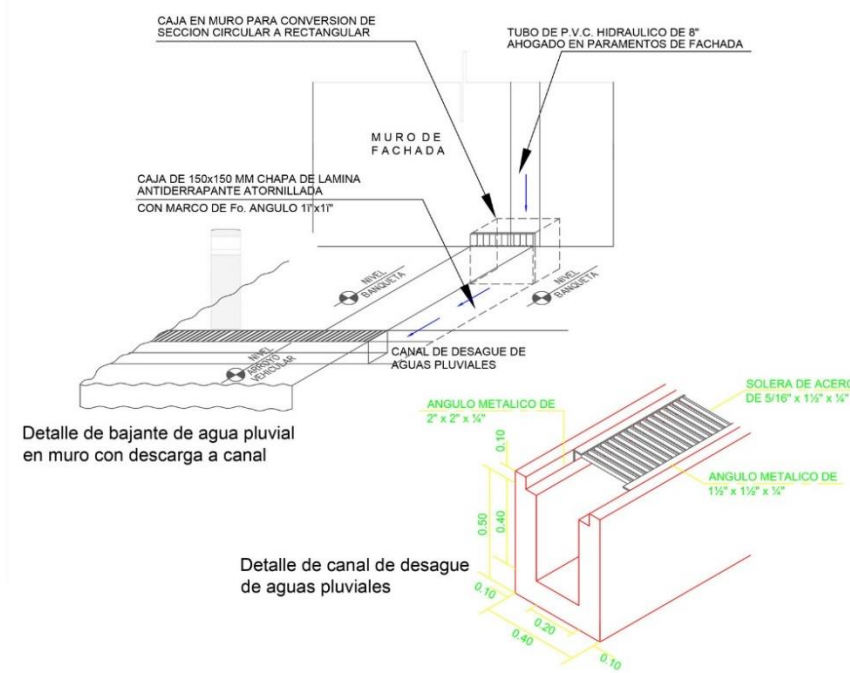 CAJA EN MURO PARA CONVERSION DE
SECCION CIRCULAR A RECTANGULAR
TUBO DE P.V.C. HIDRAULICO DE 8"
AHOGADO EN PARAMENTOS DE FACHADA
MURO DE
FACHADA
CAJA DE 150x150 MM CHAPA DE LAMINA
ANTIDERRAPANTE ATORNILLADA
CON MARCO DE Fo. ANGULO 1ï"x1ï"
NIVEL
BANQUETA
NIVEL
BANQUETA
NIVEL
ARROYO
VEHICULAR
CANAL DE DESAGUE DE
AGUAS PLUVIALES
Detalle de bajante de agua pluvial
en muro con descarga a canal
ANGULO METALICO DE
2" x 2" x ¼"
SOLERA DE ACERO
DE 5/16" x 1½" x ¼"
ANGULO METALICO DE
1½" x 1½" x ¼"
0.10
0.50
0.40
0.10
0.20
0.40
0.10
Detalle de canal de desague
de aguas pluviales